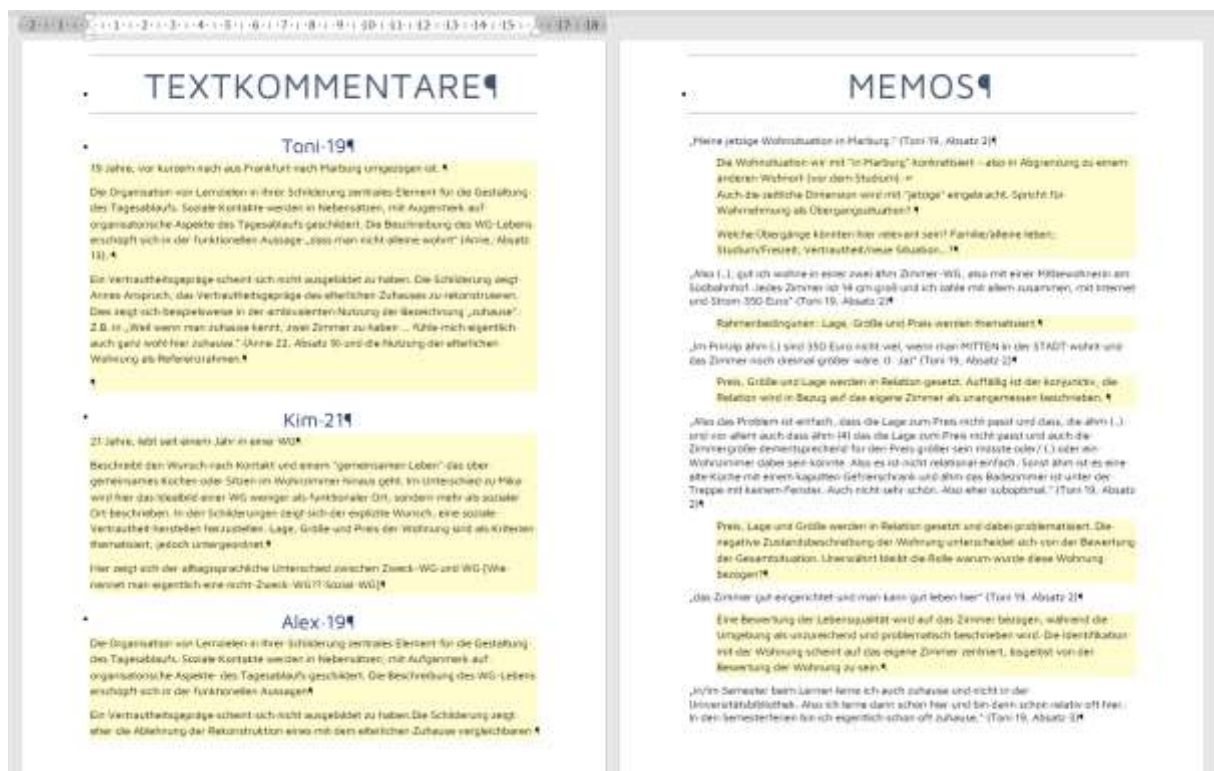 2 1 1 2 3 4 5 6 7 8 9 10 11 12 13 14 15 17 18
TEXTKOMMENTARE¶
Toni·19¶
19 Jahre, vor kurzem nach aus Frankfurt nach Marburg umgezogen ist. ¶
Die Organisation von Lernzielen in ihrer Schilderung zentrales Element für die Gestaltung
des Tagesablaufs. Soziale Kontakte werden in Nebensätzen, mit Augenmerk auf
organisatorische Aspekte des Tagesablaufs geschildert. Die Beschreibung des WG-Lebens
erschöpft sich in der funktionellen Aussage „dass man nicht alleine wohnt“ (Anne, Absatz
13). ¶
Ein Vertrautheitsgepräge scheint sich nicht ausgebildet zu haben. Die Schilderung zeigt
Annes Anspruch, das Vertrautheitsgepräge des elterlichen Zuhauses zu rekonstruieren.
Dies zeigt sich beispielsweise in der ambivalenten Nutzung der Bezeichnung „zuhause“.
Z.B. in „Weil wenn man zuhause kennt, zwei Zimmer zu haben ... fühle mich eigentlich
auch ganz wohl hier zuhause.“ (Anne 22, Absatz 9) und die Nutzung der elterlichen
Wohnung als Referenzrahmen. ¶
¶
Kim·21¶
21 Jahre, lebt seit einem Jahr in einer WG¶
Beschreibt den Wunsch nach Kontakt und einem "gemeinsamen Leben" das über
gemeinsames Kochen oder Sitzen im Wohnzimmer hinaus geht. Im Unterschied zu Mika
wird hier das Idealbild einer WG weniger als funktionaler Ort, sondern mehr als sozialer
Ort beschrieben. In den Schilderungen zeigt sich der explizite Wunsch, eine soziale
Vertrautheit herstellen herzustellen. Lage, Größe und Preis der Wohnung sind als Kriterien
thematisiert, jedoch untergeordnet.¶
Hier zeigt sich der alltagsprachliche Unterschied zwischen Zweck-WG und WG (Wie
nennet man eigentlich eine nicht-Zweck-WG?? Sozial-WG)¶
Alex·19¶
Die Organisation von Lernzielen in ihrer Schilderung zentrales Element für die Gestaltung
des Tagesablaufs. Soziale Kontakte werden in Nebensätzen, mit Aufgenmerk auf
organisatorische Aspekte des Tagesablaufs geschildert. Die Beschreibung des WG-Lebens
erschöpft sich in der funktionellen Aussagen¶
Ein Vertrautheitsgepräge scheint sich nicht ausgebildet zu haben.Die Schilderung zeigt
eher die Ablehnung der Rekonstruktion eines mit dem elterlichen Zuhause vergleichbaren ¶
MEMOS¶
„Meine jetzige Wohnsituation in Marburg.“ (Toni 19, Absatz 2)¶
Die Wohnsituation wir mit "in Marburg" konkretisiert – also in Abgrenzung zu einem
anderen Wohnort (vor dem Studium). ↵
Auch die zeitliche Dimension wird mit "jetzige" eingebracht. Spricht für
Wahrnehmung als Übergangssituation? ¶
Welche Übergänge könnten hier relevant sein? Familie/alleine leben;
Studium/Freizeit, Vertrautheit/neue Situation... ?¶
„Also (..), gut ich wohne in einer zwei ähm Zimmer-WG, also mit einer Mitbewohnerin am
Südbahnhof. Jedes Zimmer ist 14 qm groß und ich zahle mit allem zusammen, mit Internet
und Strom 350 Euro“ (Toni 19, Absatz 2)¶
Rahmenbedingunen: Lage, Größe und Preis werden thematisiert ¶
„Im Prinzip ähm (.) sind 350 Euro nicht viel, wenn man MITTEN in der STADT wohnt und
das Zimmer noch dreimal größer wäre. Ja“ (Toni 19, Absatz 2)¶
Preis, Größe und Lage werden in Relation gesetzt. Auffällig ist der konjunktiv, die
Relation wird in Bezug auf das eigene Zimmer als unangemessen beschrieben. ¶
„Also das Problem ist einfach, dass die Lage zum Preis nicht passt und dass, die ähm (..)
und vor allem auch dass ähm (4) das die Lage zum Preis nicht passt und auch die
Zimmergröße dementsprechend für den Preis größer sein müsste oder/ (.) oder ein
Wohnzimmer dabei sein könnte. Also es ist nicht relational einfach. Sonst ähm ist es eine
alte Küche mit einem kaputten Gefrierschrank und ähm das Badezimmer ist unter der
Treppe mit keinem Fenster. Auch nicht sehr schön. Also eher suboptimal.“ (Toni 19, Absatz
2)¶
Preis, Lage und Größe werden in Relation gesetzt und dabei problematisiert. Die
negative Zustandsbeschreibung der Wohnung unterscheidet sich von der Bewertung
der Gesamtsituation. Unerwähnt bleibt die Rolle warum wurde diese Wohnung
bezogen?¶
„das Zimmer gut eingerichtet und man kann gut leben hier“ (Toni 19, Absatz 2)¶
Eine Bewertung der Lebensqualität wird auf das Zimmer bezogen, während die
Umgebung als unzureichend und problematisch beschrieben wird. Die Identifikation
mit der Wohnung scheint auf das eigene Zimmer zentriert, losgelöst von der
Bewertung der Wohnung zu sein.¶
„in/im Semester beim Lernen lerne ich auch zuhause und nicht in der
Universitätsbibliothek. Also ich lerne dann schon hier und bin dann schon relativ oft hier.
In den Semesterferien bin ich eigentlich schon oft zuhause.“ (Toni 19, Absatz 3)¶